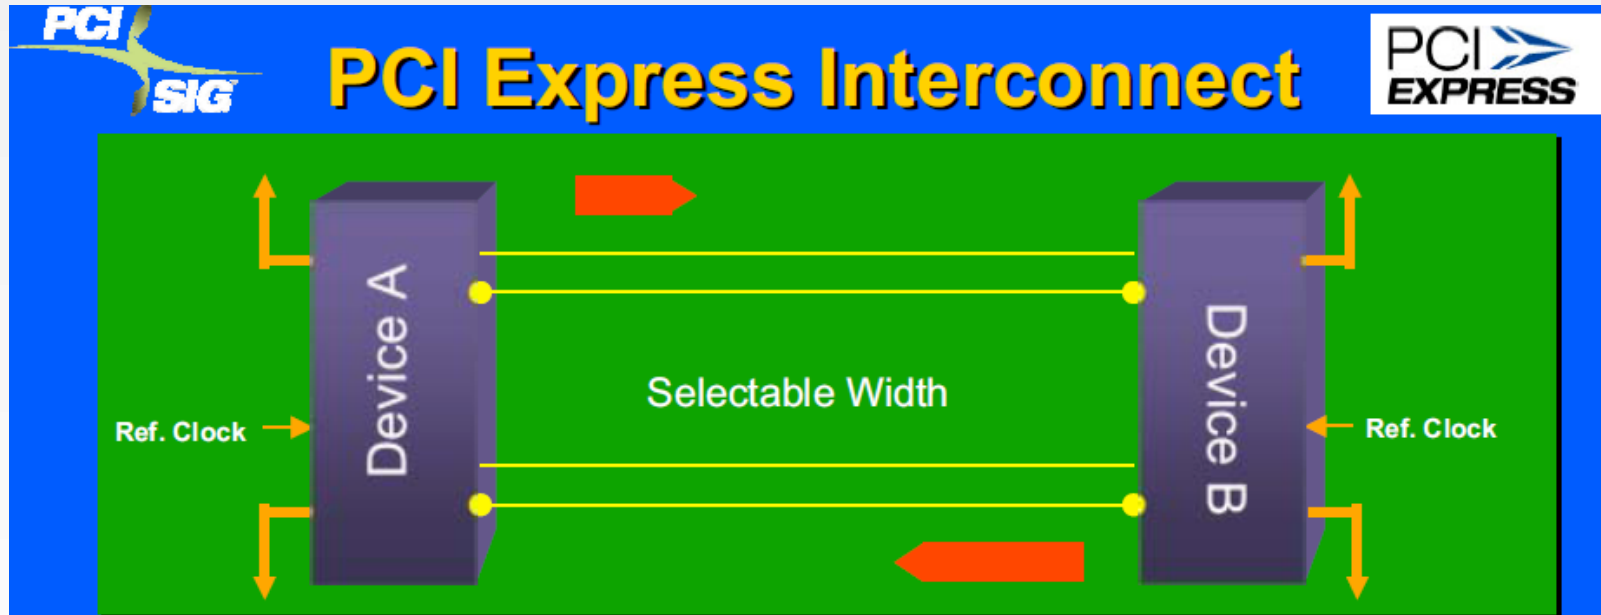 PCI
SIG
PCI Express Interconnect
PCI
EXPRESS
Device A
Selectable Width
Device B
Ref. Clock
Ref. Clock